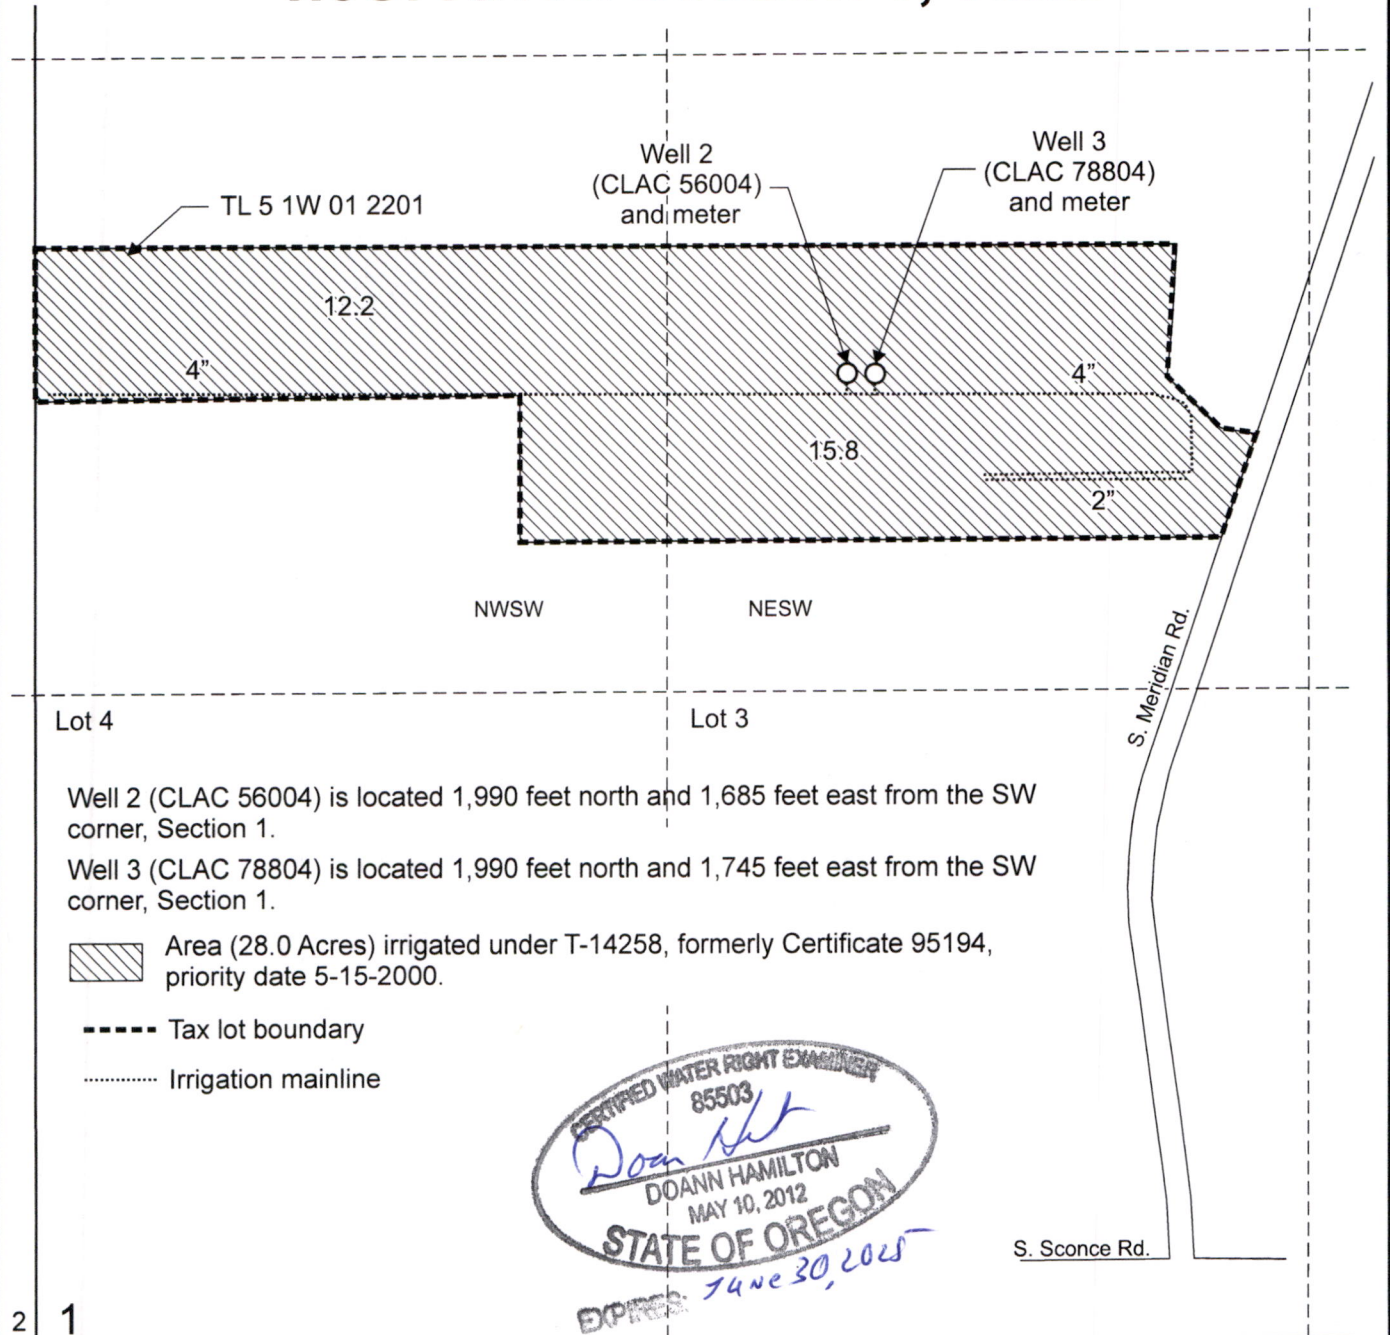 Well 2
(CLAC 56004)
and meter
Well 3
(CLAC 78804)
and meter
TL 5 1W 01 2201
12.2
4”
4”
15.8
2”
NWSW
NESW
S. Meridian Rd.
Lot 4
Lot 3
Well 2 (CLAC 56004) is located 1,990 feet north and 1,685 feet east from the SW
corner, Section 1.
Well 3 (CLAC 78804) is located 1,990 feet north and 1,745 feet east from the SW
corner, Section 1.
Area (28.0 Acres) irrigated under T-14258, formerly Certificate 95194,
priority date 5-15-2000.
Tax lot boundary
Irrigation mainline
CERTIFIED WATER RIGHT EXAMINER
85503
DOANN HAMILTON
MAY 10, 2012
STATE OF OREGON
EXPIRES: June 30, 2025
S. Sconce Rd.
2
1